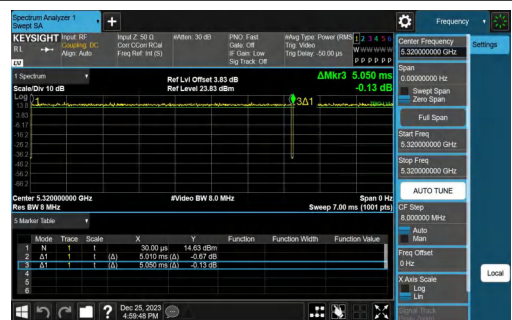 Spectrum Analyzer 1
Swept SA
Frequency
KEYSIGHT
RL
Input: RF
Coupling: DC
Align: Auto
Input Z: 50 Ω
Corr CCorr RCal
Freq Ref: Int (S)
#Atten: 30 dB
PNO: Fast
Gate: Off
IF Gain: Low
Sig Track: Off
#Avg Type: Power (RMS
Trig: Video
Trig Delay: -50.00 µs
1 2 3 4 5 6
W W W W W W
P P P P P P
LV
1 Spectrum
Scale/Div 10 dB
Log
Ref Lvl Offset 3.83 dB
Ref Level 23.83 dBm
ΔMkr3 5.050 ms
-0.13 dB
1
3Δ1
13.8
3.83
-6.17
-16.2
-26.2
-36.2
-46.2
-56.2
-66.2
Center 5.320000000 GHz
Res BW 8 MHz
#Video BW 8.0 MHz
Span 0 Hz
Sweep 7.00 ms (1001 pts)
5 Marker Table
Mode Trace Scale X Y Function Function Width Function Value
1 N 1 t 30.00 µs 14.63 dBm
2 Δ1 1 t (Δ) 5.010 ms (Δ) -0.67 dB
3 Δ1 1 t (Δ) 5.050 ms (Δ) -0.13 dB
4
5
6
Dec 25, 2023
4:59:48 PM
Center Frequency
5.320000000 GHz
Settings
Span
0.00000000 Hz
Swept Span
Zero Span
Full Span
Start Freq
5.320000000 GHz
Stop Freq
5.320000000 GHz
AUTO TUNE
CF Step
8.000000 MHz
Auto
Man
Freq Offset
0 Hz
X Axis Scale
Log
Lin
Signal Track
Local